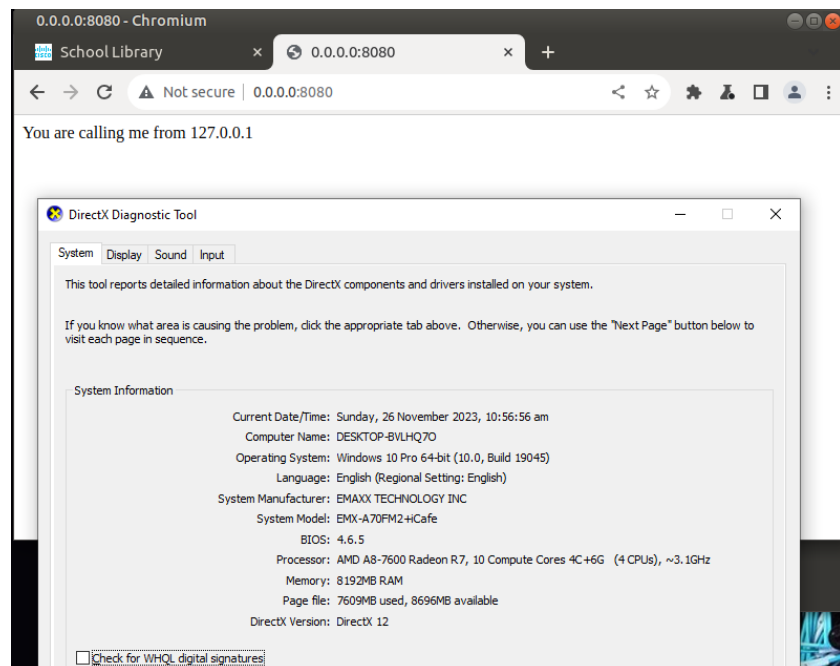 0.0.0.0:8080 - Chromium
School Library
0.0.0.0:8080
Not secure | 0.0.0.0:8080
You are calling me from 127.0.0.1
DirectX Diagnostic Tool
System Display Sound Input
This tool reports detailed information about the DirectX components and drivers installed on your system.
If you know what area is causing the problem, click the appropriate tab above. Otherwise, you can use the "Next Page" button below to
visit each page in sequence.
System Information
Current Date/Time: Sunday, 26 November 2023, 10:56:56 am
Computer Name: DESKTOP-BVLHQ7O
Operating System: Windows 10 Pro 64-bit (10.0, Build 19045)
Language: English (Regional Setting: English)
System Manufacturer: EMAXX TECHNOLOGY INC
System Model: EMX-A70FM2+iCafe
BIOS: 4.6.5
Processor: AMD A8-7600 Radeon R7, 10 Compute Cores 4C+6G (4 CPUs), ~3.1GHz
Memory: 8192MB RAM
Page file: 7609MB used, 8696MB available
DirectX Version: DirectX 12
Check for WHQL digital signatures